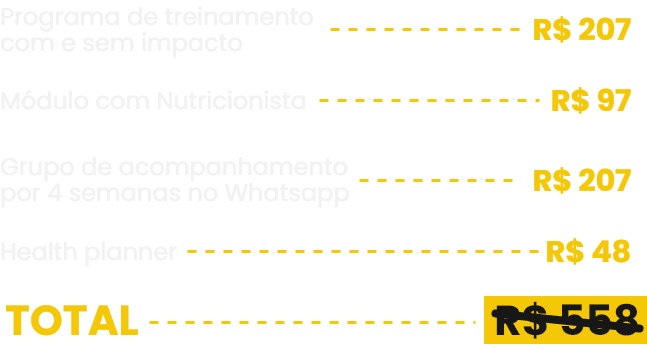 Programa de treinamento
com e sem impacto R$ 207
Módulo com Nutricionista R$ 97
Grupo de acompanhamento
por 4 semanas no Whatsapp R$ 207
Health planner R$ 48
TOTAL R$ 558